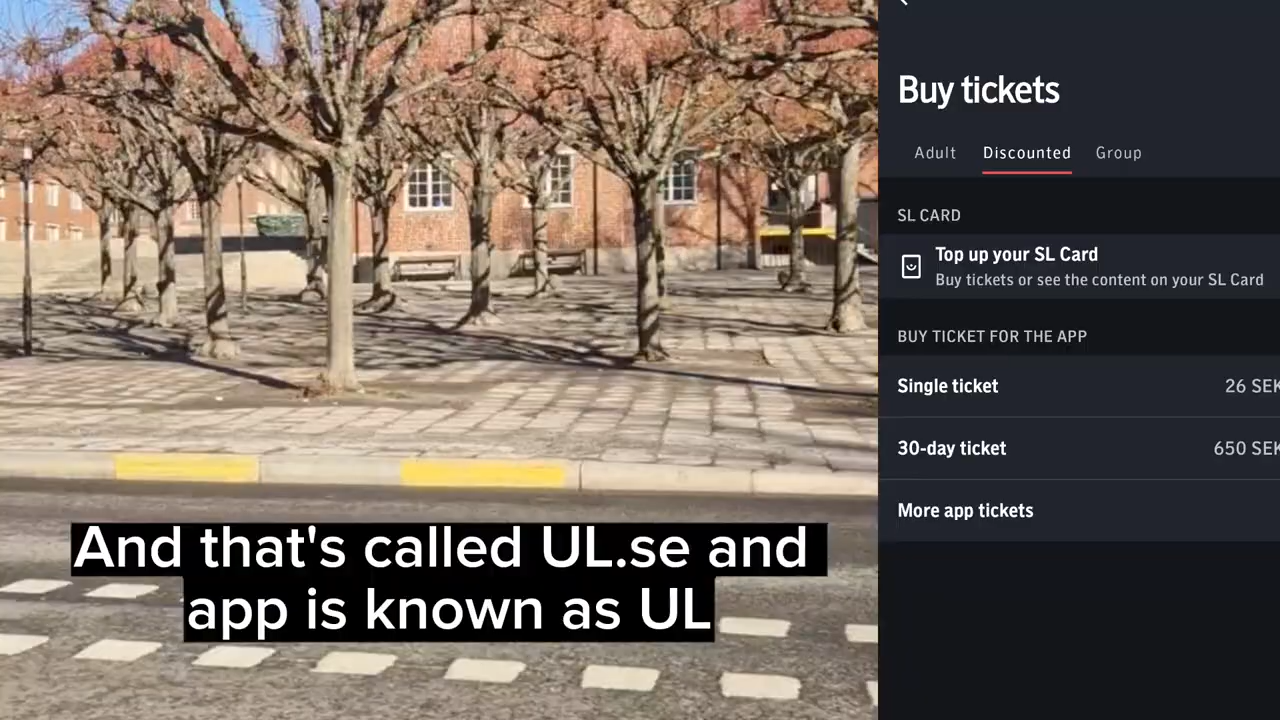 And that's called UL.se and
app is known as UL
Buy tickets
Adult Discounted Group
SL CARD
Top up your SL Card
Buy tickets or see the content on your SL Card
BUY TICKET FOR THE APP
Single ticket 26 SEK
30-day ticket 650 SEK
More app tickets